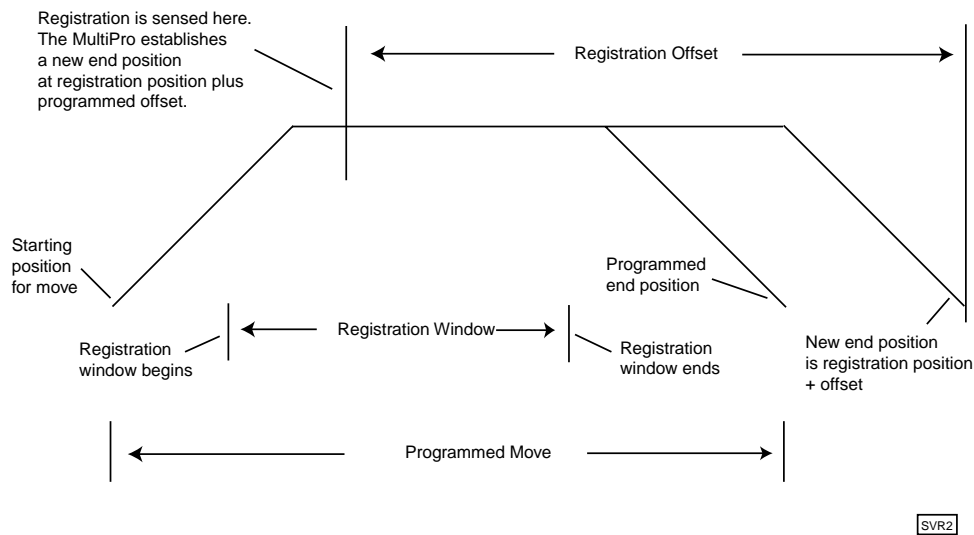 Registration is sensed here.
The MultiPro establishes
a new end position
at registration position plus
programmed offset.
Registration Offset
Starting
position
for move
Programmed
end position
Registration
window begins
Registration Window
Registration
window ends
New end position
is registration position
+ offset
Programmed Move
SVR2